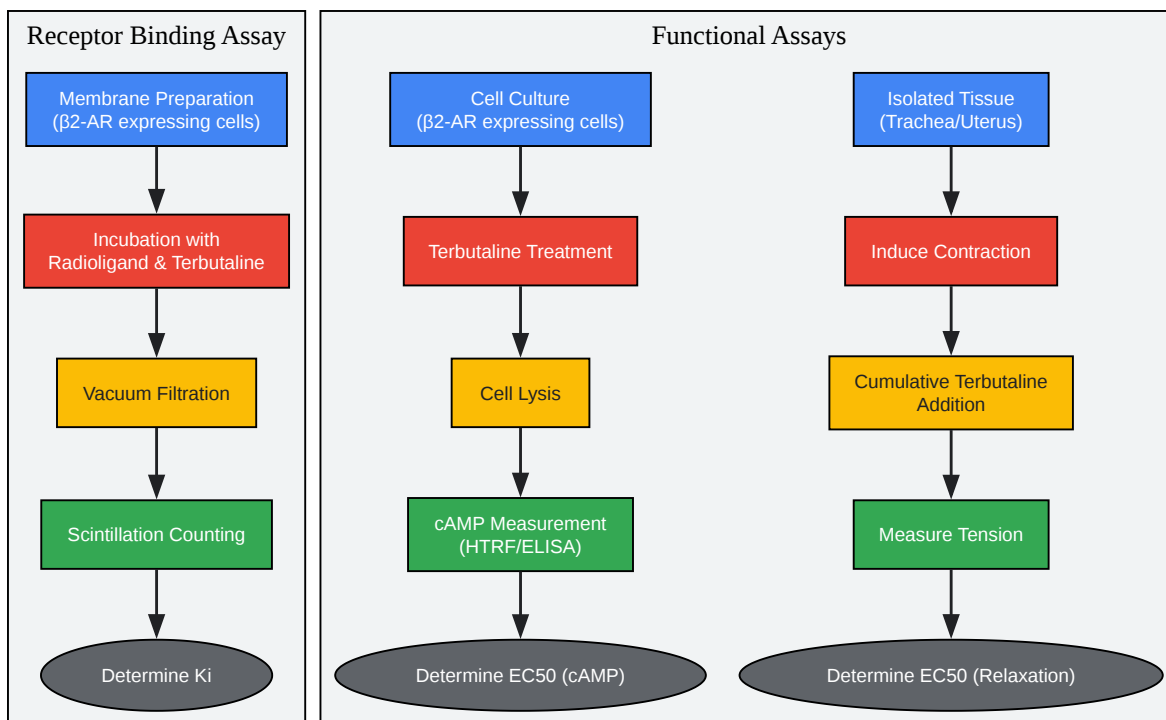 Receptor Binding Assay
Membrane Preparation
(β2-AR expressing cells)
Incubation with
Radioligand & Terbutaline
Vacuum Filtration
Scintillation Counting
Determine Ki
Functional Assays
Cell Culture
(β2-AR expressing cells)
Terbutaline Treatment
Cell Lysis
cAMP Measurement
(HTRF/ELISA)
Determine EC50 (cAMP)
Isolated Tissue
(Trachea/Uterus)
Induce Contraction
Cumulative Terbutaline
Addition
Measure Tension
Determine EC50 (Relaxation)